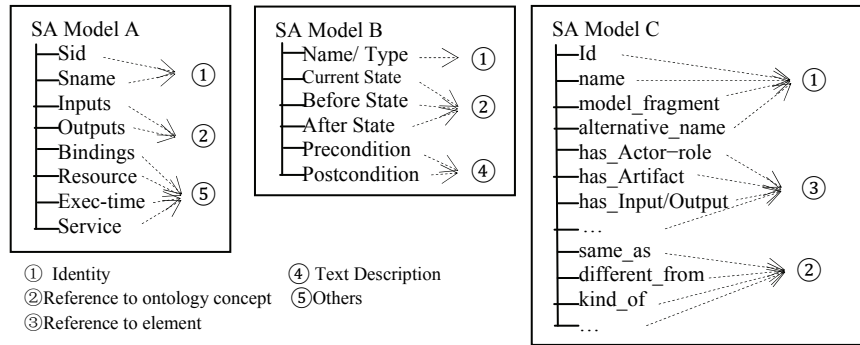 SA Model A
Sid
Sname
①
Inputs
Outputs
②
Bindings
Resource
⑤
Exec-time
Service
SA Model B
Name/ Type
①
Current State
Before State
②
After State
Precondition
Postcondition
④
SA Model C
Id
name
①
model_fragment
alternative_name
has_Actor−role
has_Artifact
③
has_Input/Output
...
same_as
different_from
②
kind_of
...
① Identity
④ Text Description
②Reference to ontology concept
⑤Others
③Reference to element